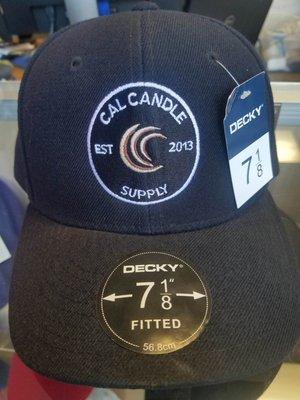 CAL CANDLE
EST 2013
SUPPLY
DECKY
7 1/8
DECKY
7 1/8"
FITTED
56.8cm